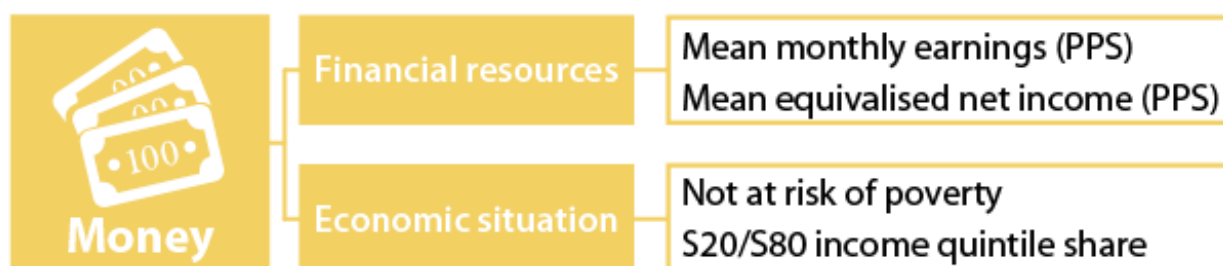 100
Money
Financial resources
Mean monthly earnings (PPS)
Mean equivalised net income (PPS)
Economic situation
Not at risk of poverty
S20/S80 income quintile share